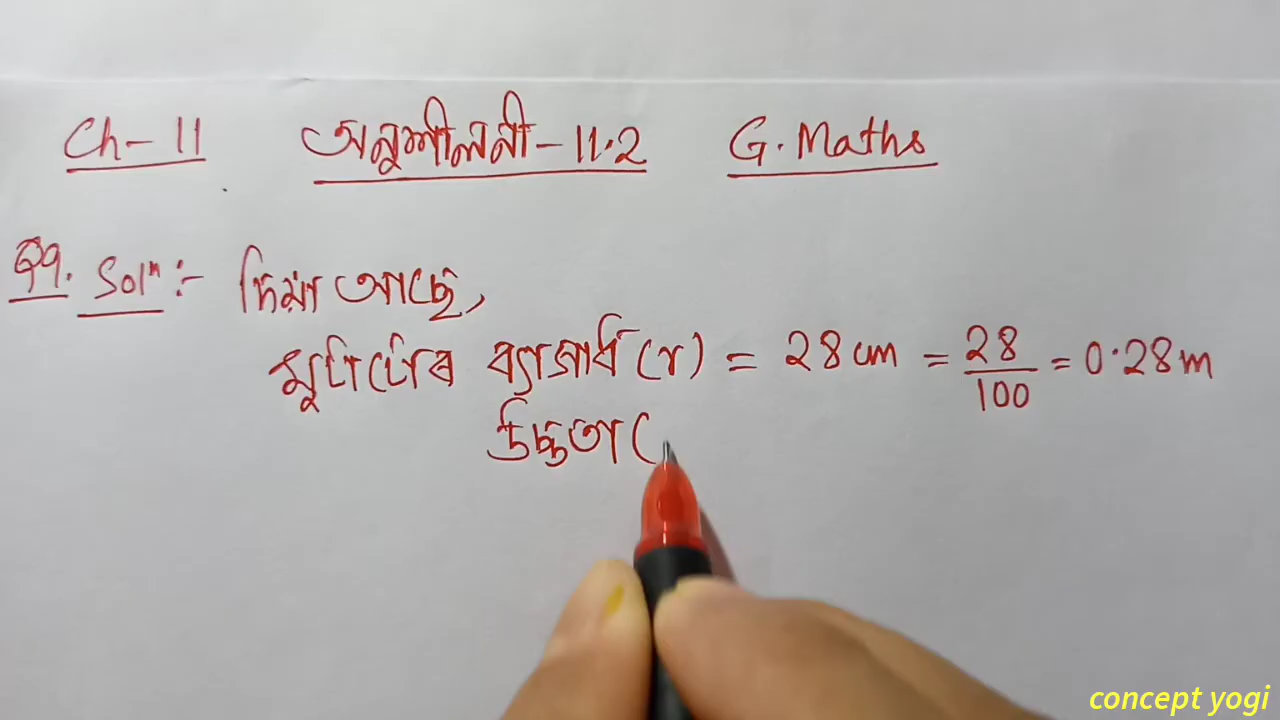 Ch - 11 অনুশীলনী - 11.2 G. Maths
Q9. Solⁿ :- দিয়া আছে,
মূঢাটোৰ ব্যাসাৰ্ধ (r) = 28 cm = 28/100 = 0.28 m
উচ্চতা (
concept yogi